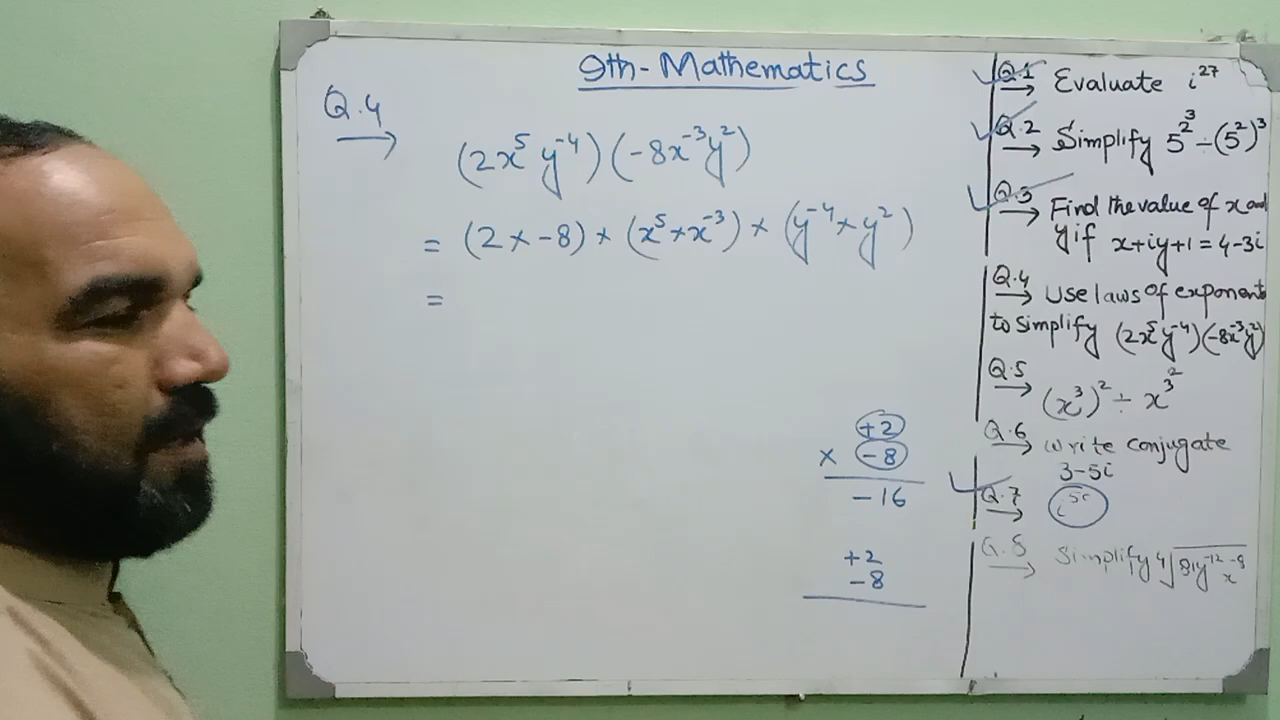 9th-Mathematics
Q.4
(2x⁵y⁻⁴)(-8x⁻³y²)
= (2×-8)×(x⁵×x⁻³)×(y⁻⁴×y²)
=
+2
× -8
-16
+2
-8
Q.1 → Evaluate i²⁷
Q.2 → Simplify 5^2^3÷(5²)³
Q.3 → Find the value of x and
y if x+iy+1=4-3i
Q.4 → Use laws of exponents
to simplify (2x⁵y⁻⁴)(-8x⁻³y²)
Q.5 → (x³)²÷x^3^2
Q.6 → Write conjugate
3-5i
Q.7 →
Q.8 → Simplify ⁴√81y⁻¹²x⁻⁸